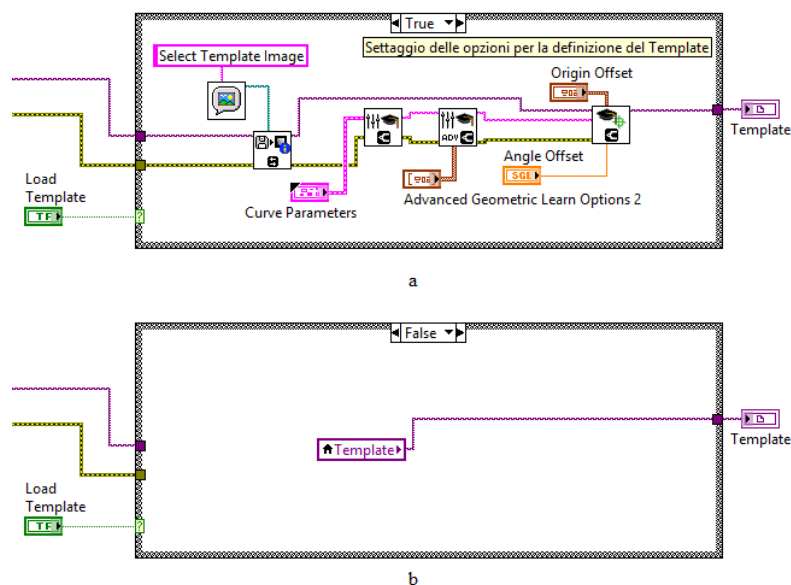 True
Settaggio delle opzioni per la definizione del Template
Select Template Image
Origin Offset
ADV
Template
Load
Template
TF
Curve Parameters
Angle Offset
SGL
Advanced Geometric Learn Options 2
?
a
False
Template
Template
Load
Template
TF
?
b